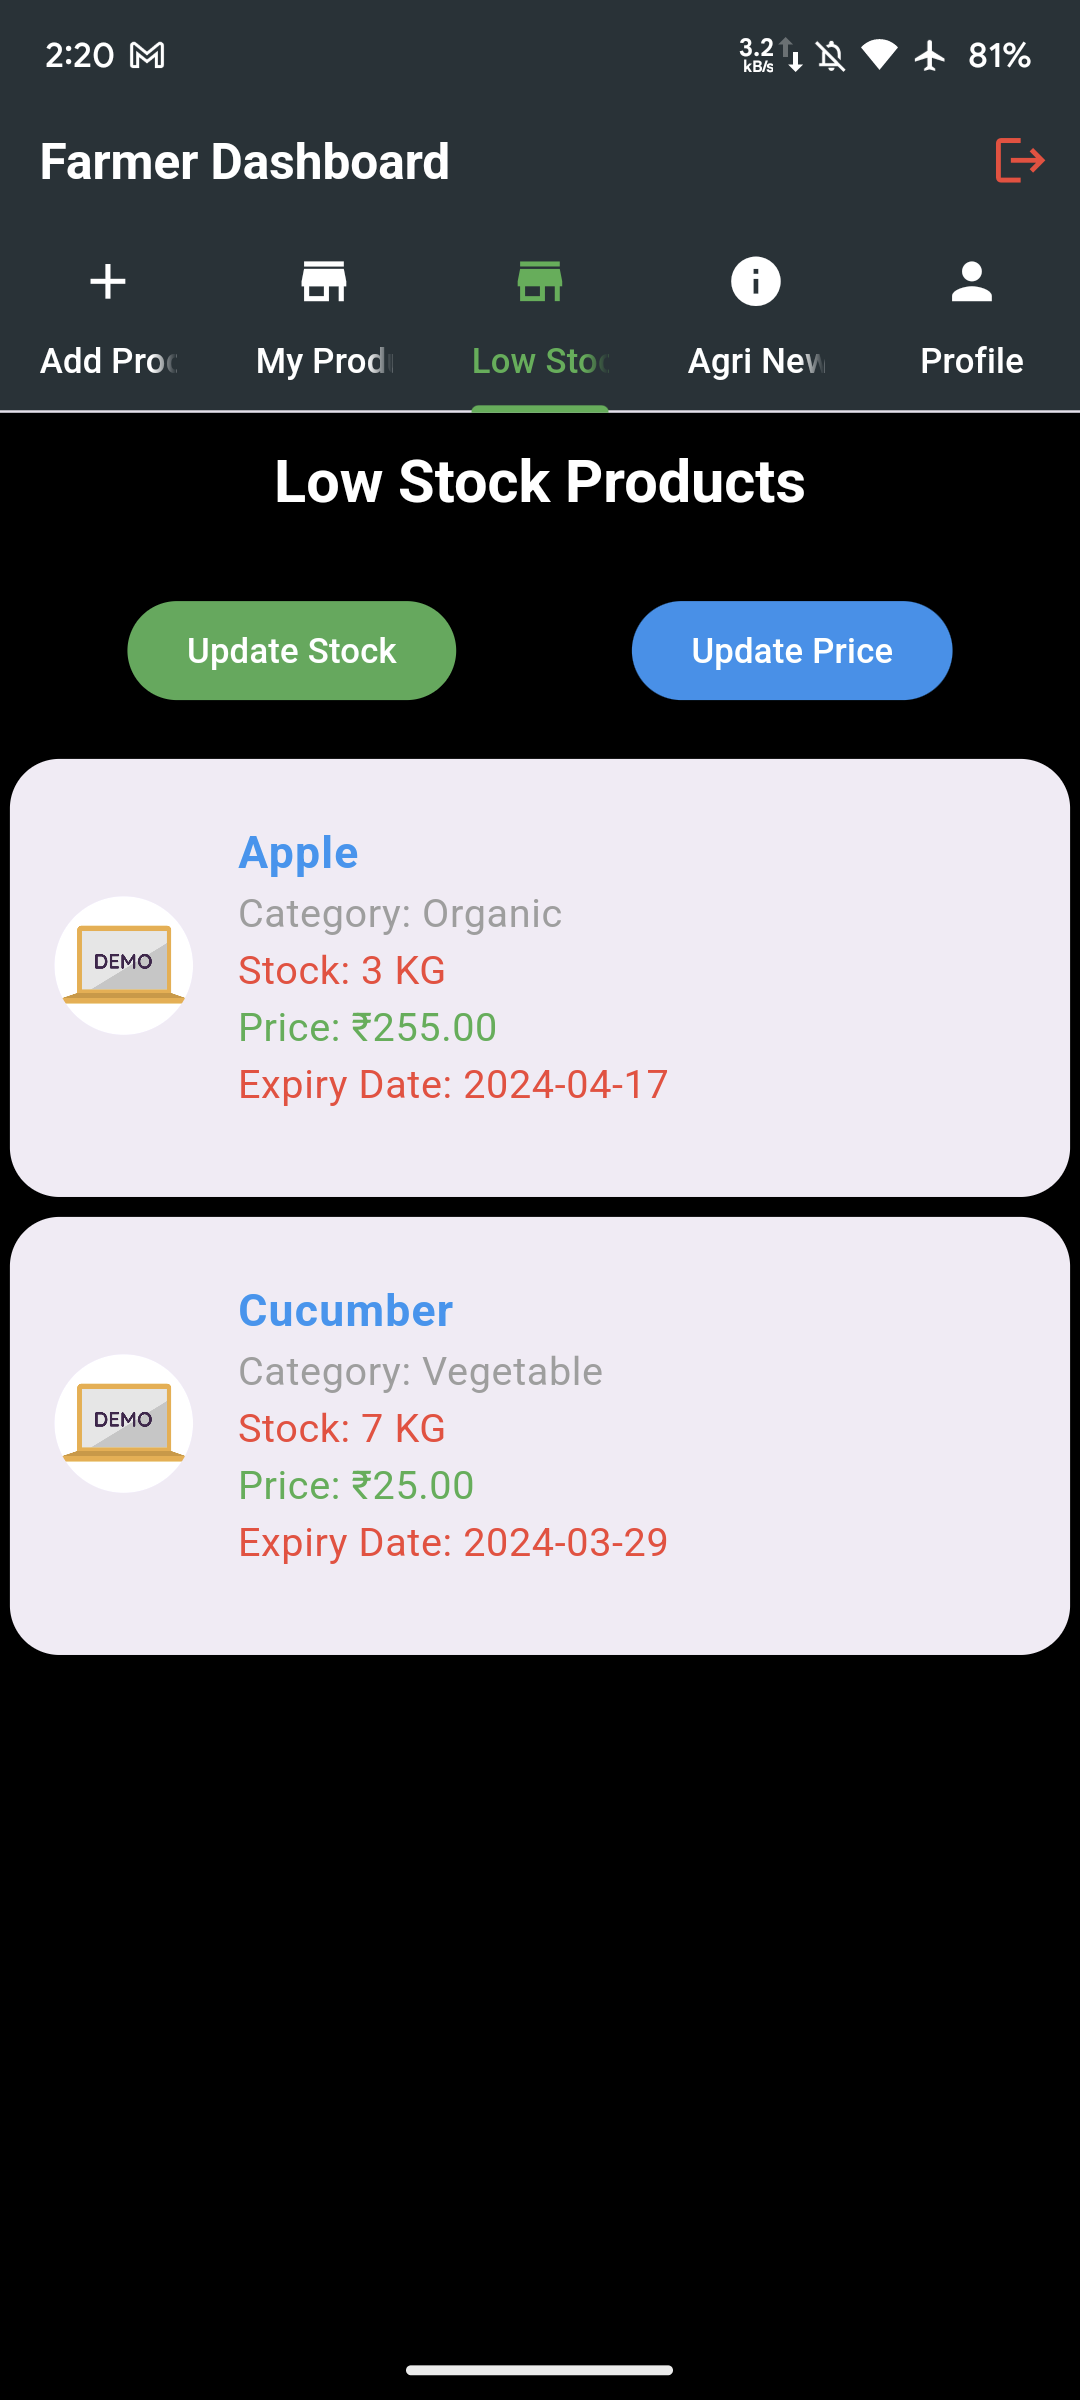 2:20
3.2
kB/s
81%
Farmer Dashboard
Add Proc
My Prod
Low Stoc
Agri New
Profile
Low Stock Products
Update Stock
Update Price
Apple
DEMO
Category: Organic
Stock: 3 KG
Price: ₹255.00
Expiry Date: 2024-04-17
Cucumber
DEMO
Category: Vegetable
Stock: 7 KG
Price: ₹25.00
Expiry Date: 2024-03-29